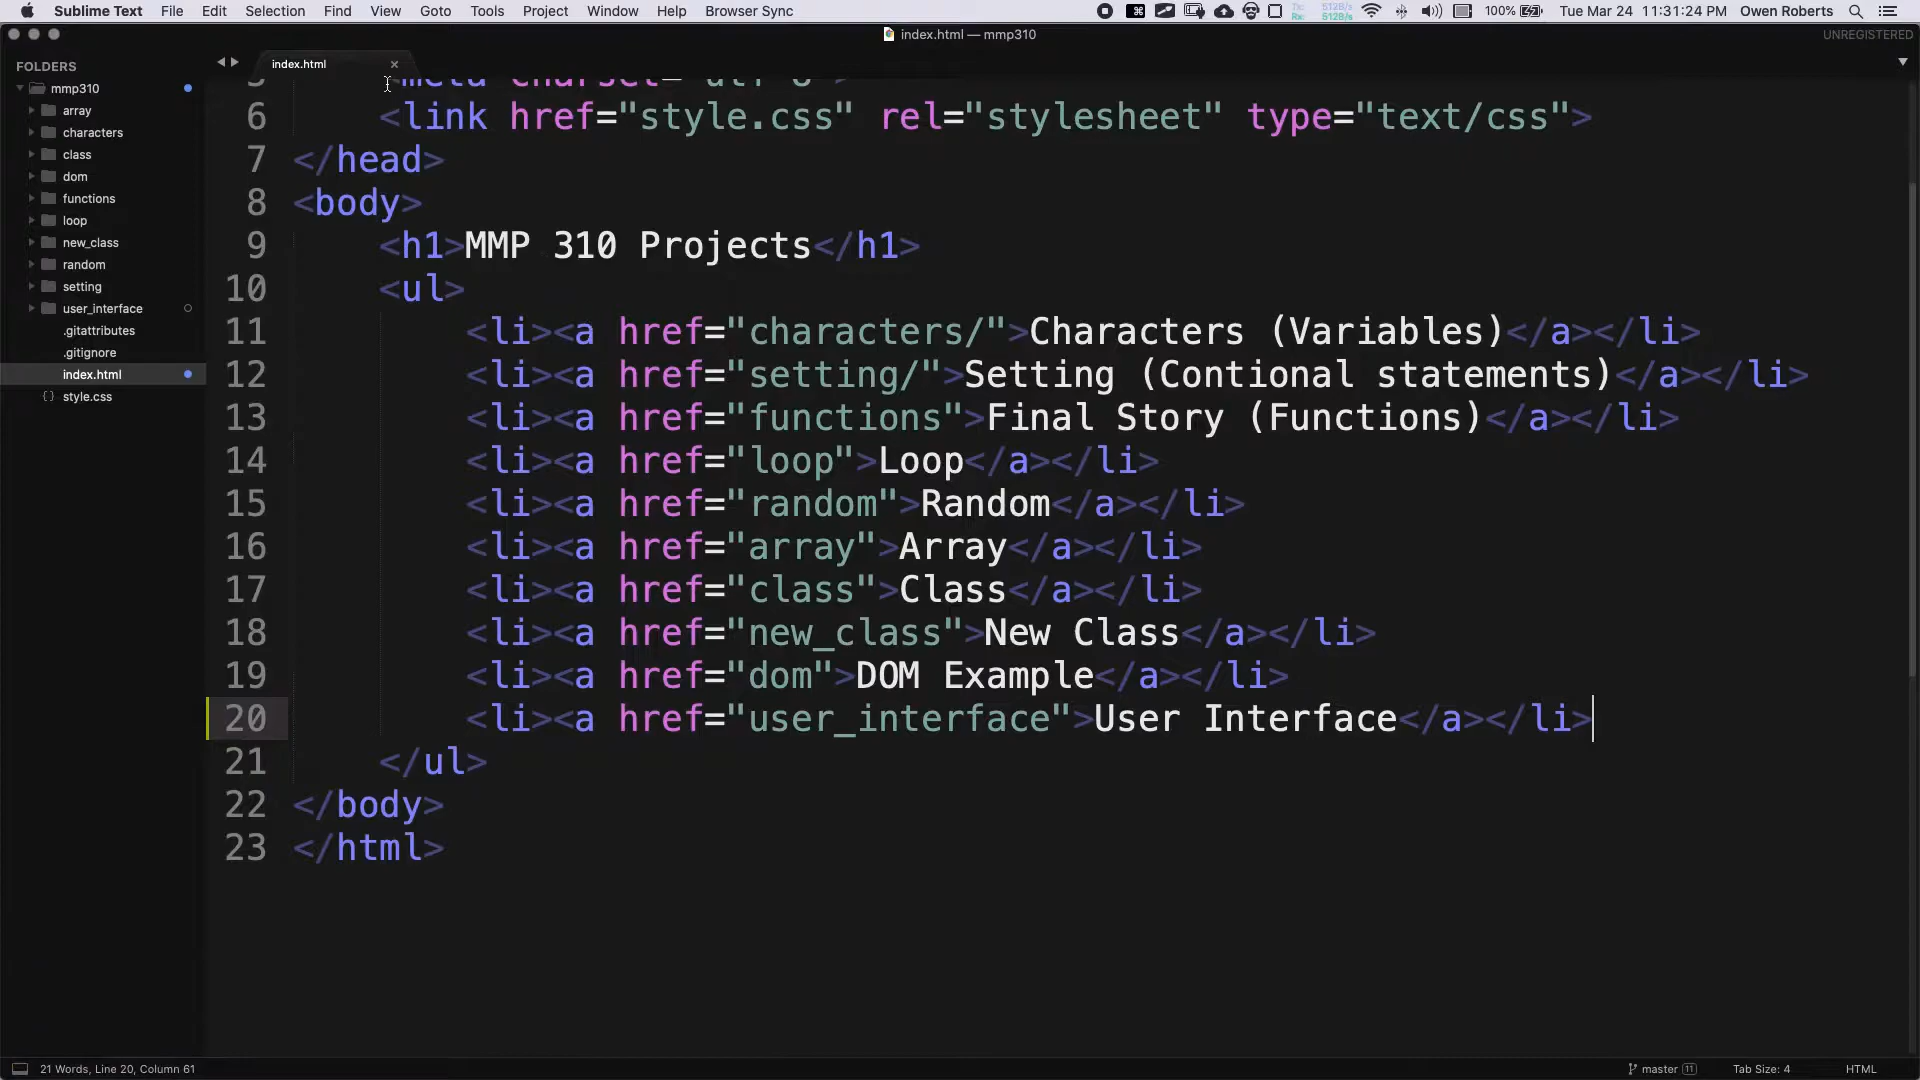 Sublime Text File Edit Selection Find View Goto Tools Project Window Help Browser Sync 100% Tue Mar 24 11:31:24 PM Owen Roberts
index.html — mmp310 UNREGISTERED
FOLDERS
mmp310
array
characters
class
dom
functions
loop
new_class
random
setting
user_interface
.gitattributes
.gitignore
index.html
{} style.css
index.html ×
5 <meta charset="utf-8">
6 <link href="style.css" rel="stylesheet" type="text/css">
7 </head>
8 <body>
9 <h1>MMP 310 Projects</h1>
10 <ul>
11 <li><a href="characters/">Characters (Variables)</a></li>
12 <li><a href="setting/">Setting (Contional statements)</a></li>
13 <li><a href="functions">Final Story (Functions)</a></li>
14 <li><a href="loop">Loop</a></li>
15 <li><a href="random">Random</a></li>
16 <li><a href="array">Array</a></li>
17 <li><a href="class">Class</a></li>
18 <li><a href="new_class">New Class</a></li>
19 <li><a href="dom">DOM Example</a></li>
20 <li><a href="user_interface">User Interface</a></li>
21 </ul>
22 </body>
23 </html>
21 Words, Line 20, Column 61 master 11 Tab Size: 4 HTML